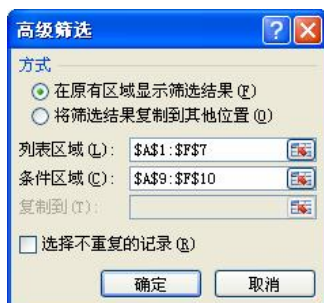 高级筛选
方式
在原有区域显示筛选结果(F)
将筛选结果复制到其他位置(O)
列表区域(L): $A$1:$F$7
条件区域(C): $A$9:$F$10
复制到(T):
选择不重复的记录(R)
确定 取消